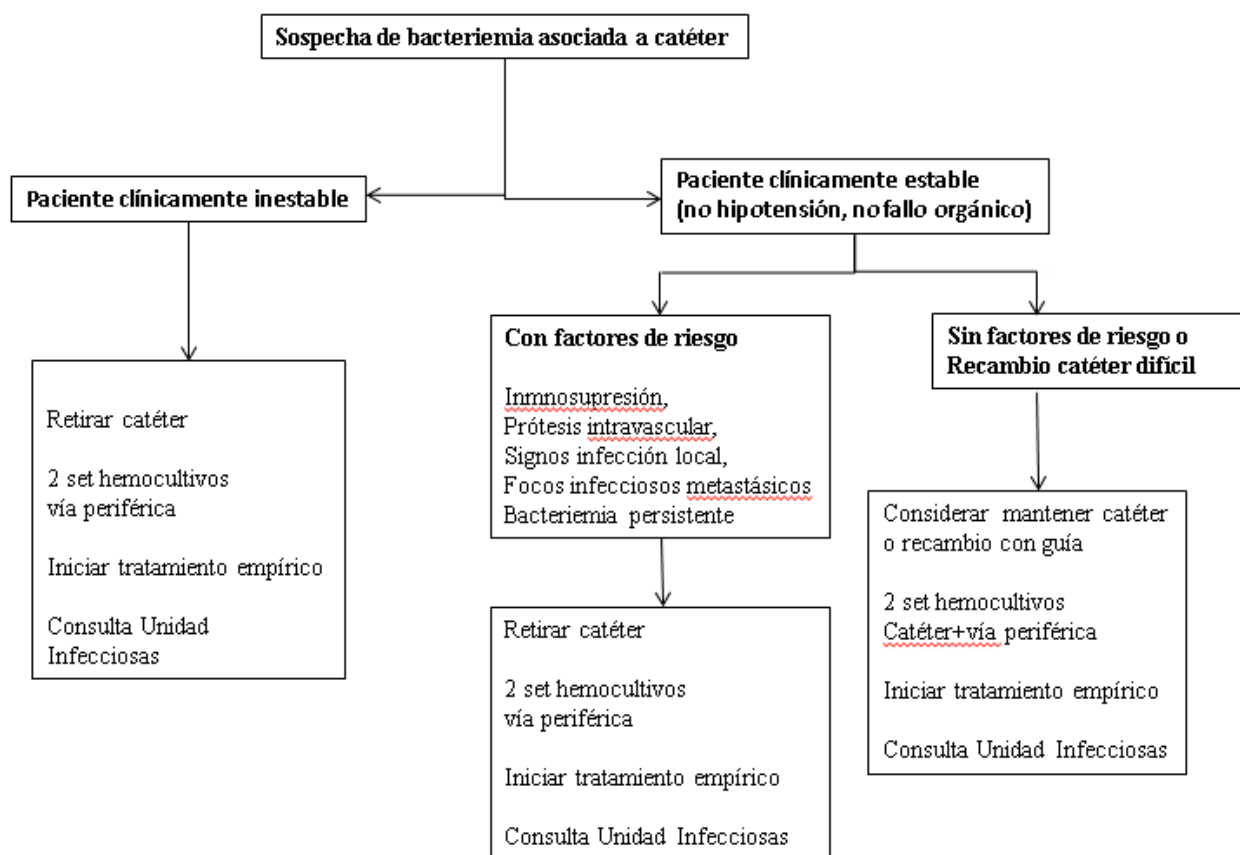 Sospecha de bacteriemia asociada a catéter
Paciente clínicamente inestable
Paciente clínicamente estable
(no hipotensión, no fallo orgánico)
Retirar catéter
2 set hemocultivos
vía periférica
Iniciar tratamiento empírico
Consulta Unidad
Infecciosas
Con factores de riesgo
Inmnosupresión,
Prótesis intravascular,
Signos infección local,
Focos infecciosos metastásicos
Bacteriemia persistente
Retirar catéter
2 set hemocultivos
vía periférica
Iniciar tratamiento empírico
Consulta Unidad Infecciosas
Sin factores de riesgo o
Recambio catéter difícil
Considerar mantener catéter
o recambio con guía
2 set hemocultivos
Catéter+vía periférica
Iniciar tratamiento empírico
Consulta Unidad Infecciosas